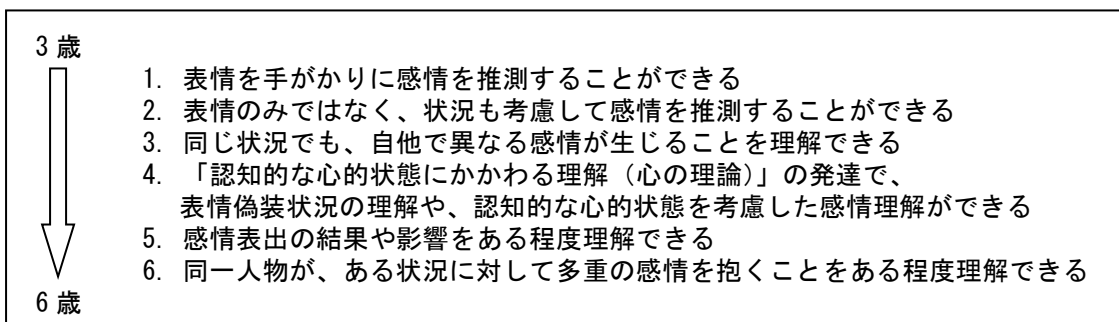 3 歳
1. 表情を手がかりに感情を推測することができる
2. 表情のみではなく、状況も考慮して感情を推測することができる
3. 同じ状況でも、自他で異なる感情が生じることを理解できる
4. 「認知的な心的状態にかかわる理解（心の理論）」の発達で、
表情偽装状況の理解や、認知的な心的状態を考慮した感情理解ができる
5. 感情表出の結果や影響をある程度理解できる
6. 同一人物が、ある状況に対して多重の感情を抱くことをある程度理解できる
6 歳